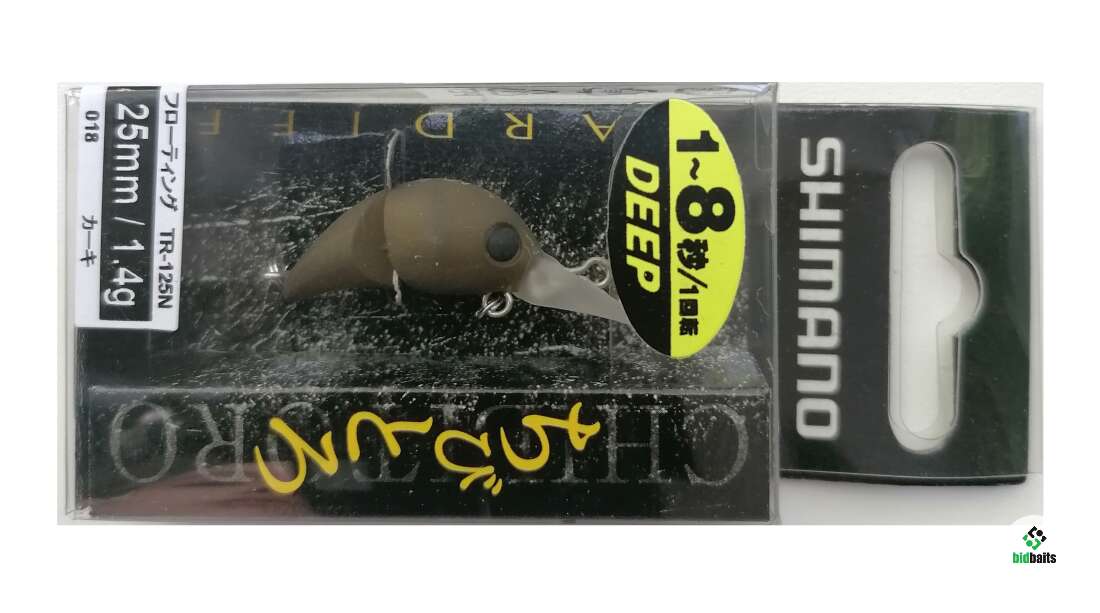 フローティング TR-125N
25mm / 1.4g
018 カーキ
ARDIFF
1~8秒/1回転
DEEP
SHIMANO
ちびとろ
CHIBITORO
bidbaits